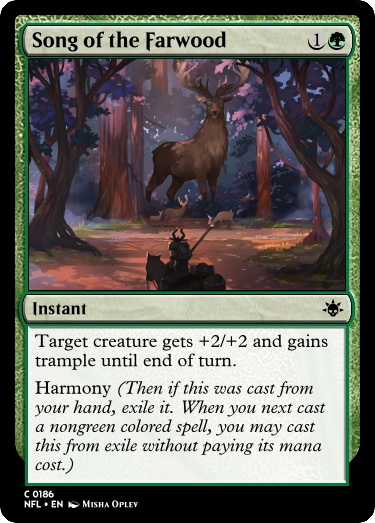 Song of the Farwood 1
Instant
Target creature gets +2/+2 and gains
trample until end of turn.
Harmony (Then if this was cast from
your hand, exile it. When you next cast
a nongreen colored spell, you may cast
this from exile without paying its mana
cost.)
C 0186
NFL • EN Misha Oplev